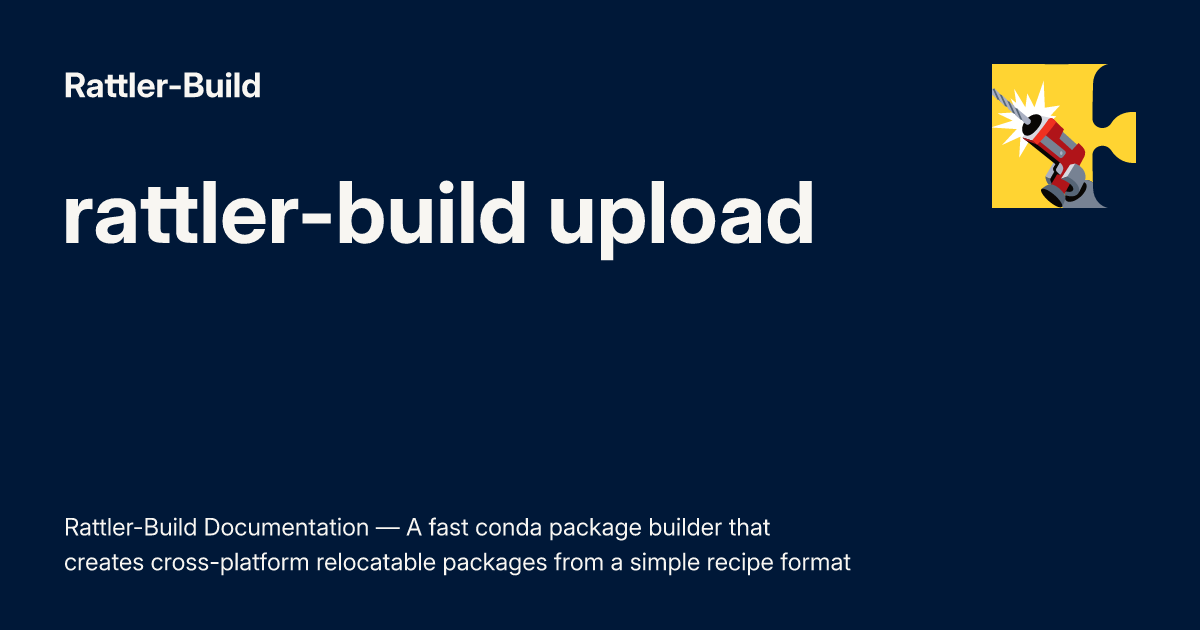 Rattler-Build
rattler-build upload
Rattler-Build Documentation — A fast conda package builder that
creates cross-platform relocatable packages from a simple recipe format